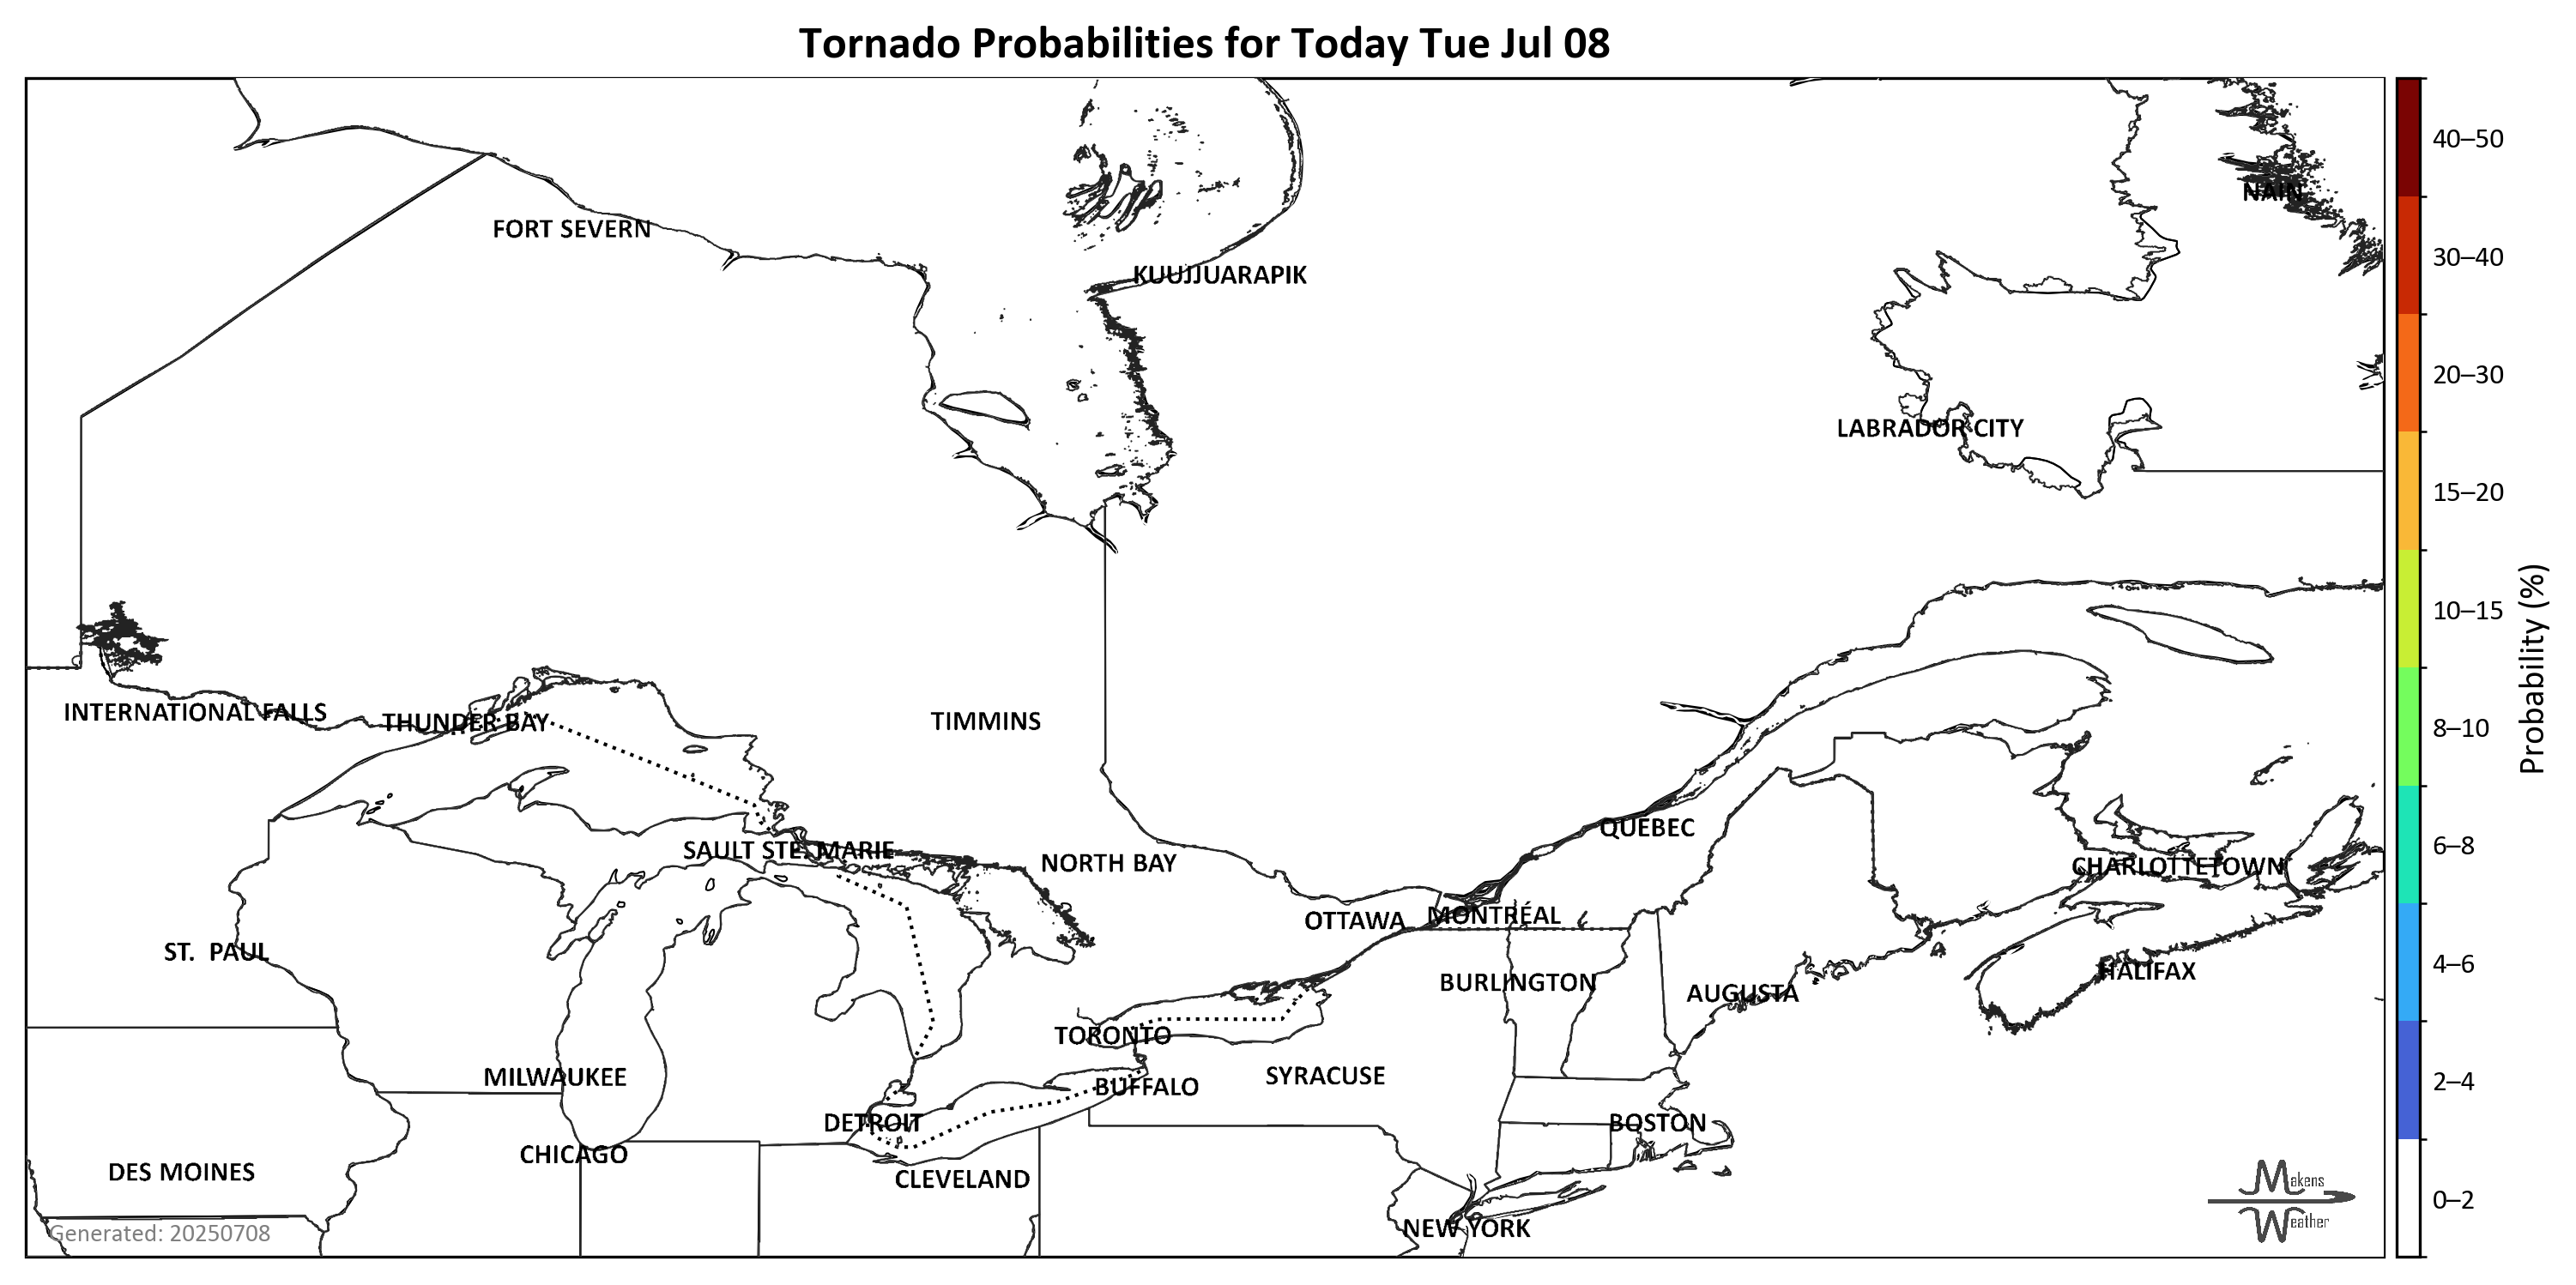 Tornado Probabilities for Today Tue Jul 08
40–50
NAIN
FORT SEVERN
30–40
KUUJJUARAPIK
20–30
LABRADOR CITY
15–20
10–15
Probability (%)
INTERNATIONAL FALLS
THUNDER BAY
TIMMINS
8–10
QUÉBEC
6–8
SAULT STE. MARIE
NORTH BAY
CHARLOTTETOWN
OTTAWA
MONTRÉAL
ST. PAUL
4–6
HALIFAX
BURLINGTON
AUGUSTA
TORONTO
MILWAUKEE
SYRACUSE
2–4
BUFFALO
DETROIT
BOSTON
CHICAGO
DES MOINES
CLEVELAND
Makens
Weather
0–2
NEW YORK
Generated: 20250708